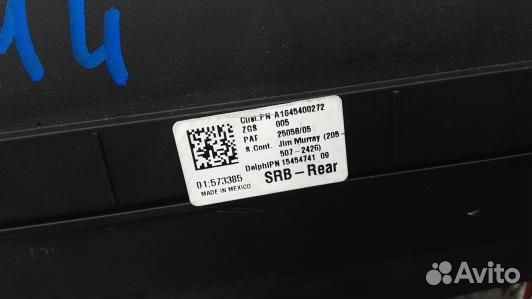 14
Cust.PN A1645400272
ZGS 005
PAF 25058/05
s.Cont. Jim Murray (205-
507-2426)
DelphiPN 15454741 09
01:573385
MADE IN MEXICO
SRB-Rear
Avito